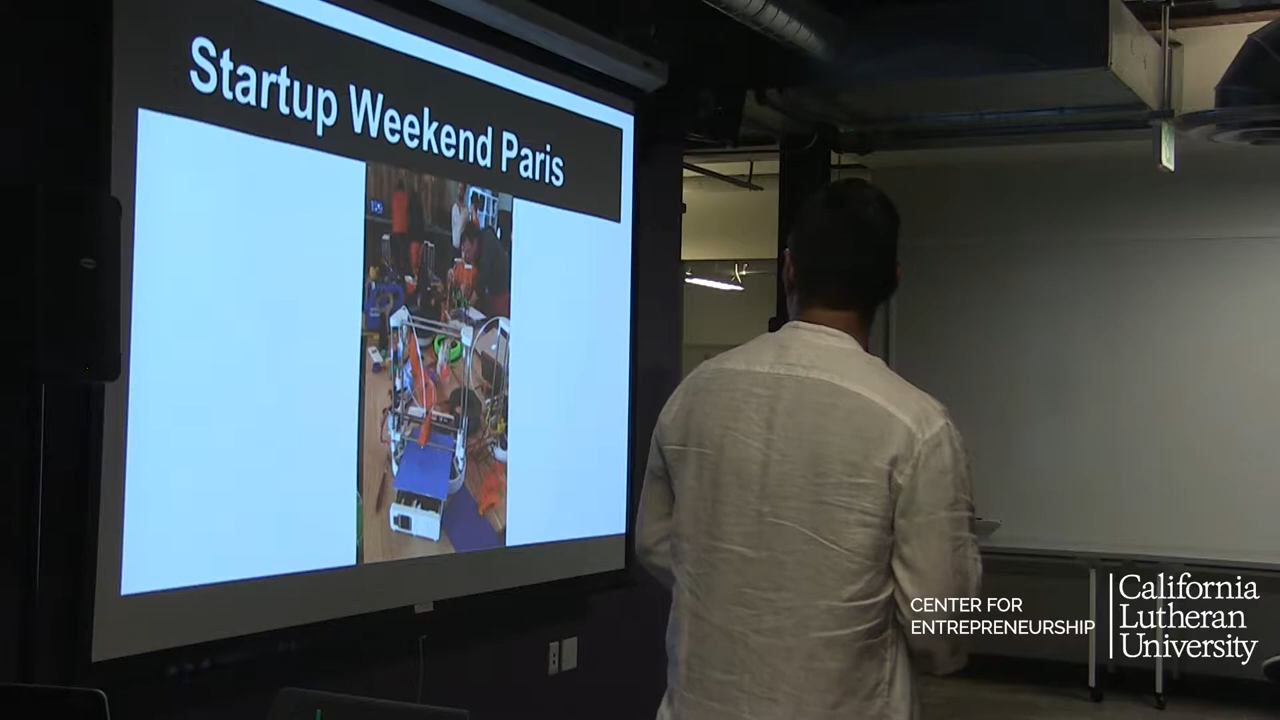 Startup Weekend Paris
CENTER FOR
ENTREPRENEURSHIP
California
Lutheran
University